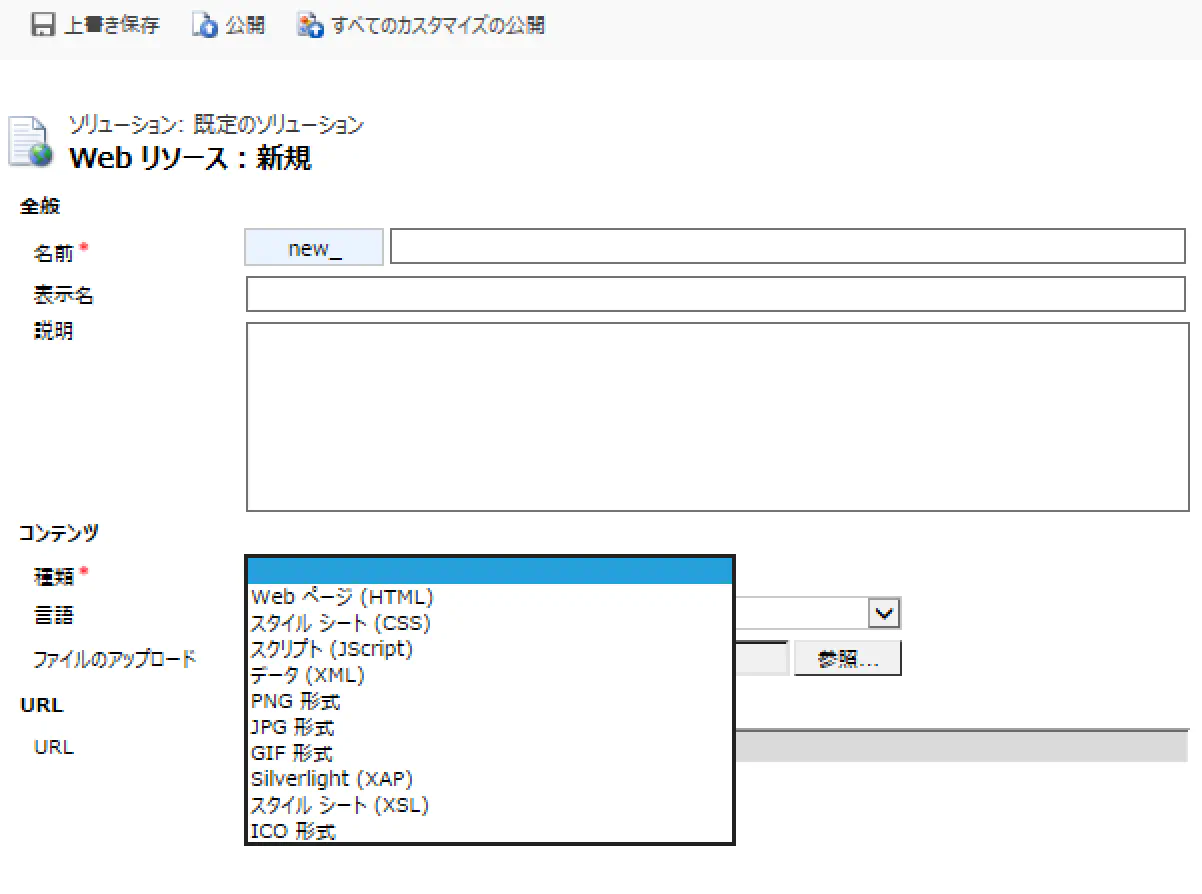 上書き保存 公開 すべてのカスタマイズの公開
ソリューション: 既定のソリューション
Web リソース : 新規
全般
名前 * new_
表示名
説明
コンテンツ
種類 *
Web ページ (HTML)
言語
スタイル シート (CSS)
スクリプト (JScript)
ファイルのアップロード 参照...
データ (XML)
PNG 形式
URL
JPG 形式
URL
GIF 形式
Silverlight (XAP)
スタイル シート (XSL)
ICO 形式